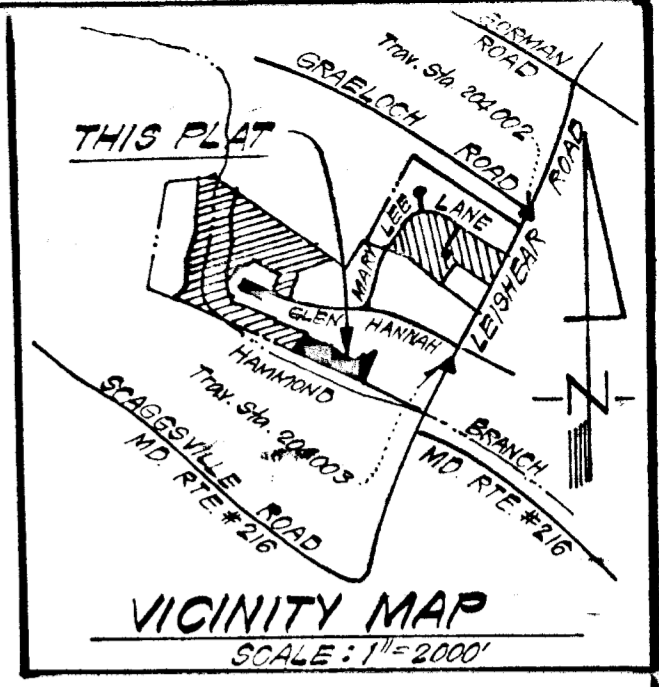 GORMAN
ROAD
Trav. Sta. 204002
GRAELOCH ROAD
ROAD
THIS PLAT
MARY LEE LANE
LEISHEAR
GLEN HANNAH
HAMMOND BRANCH
Trav. Sta. 204003
SCAGGSVILLE ROAD
MD. RTE #216
MD. RTE #216
N
VICINITY MAP
SCALE: 1"=2000'